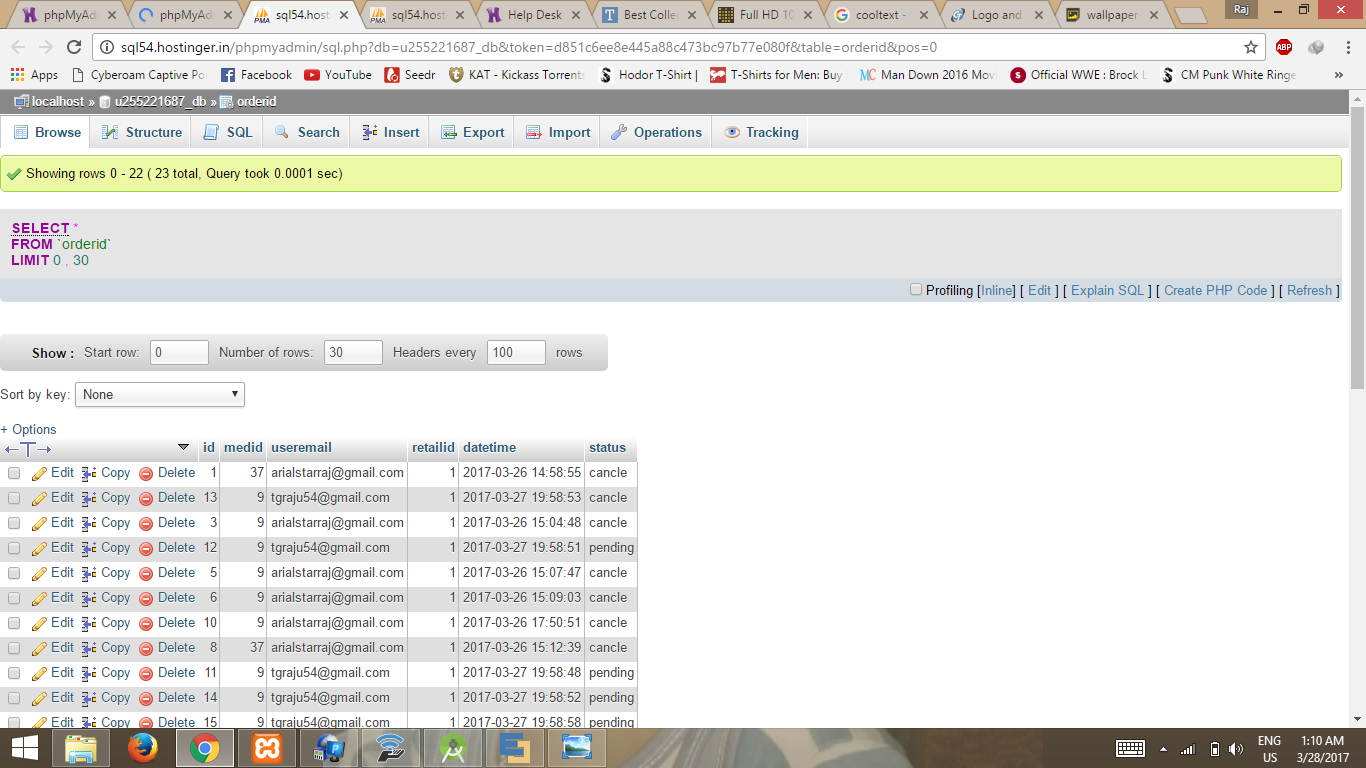 phpMyAd
phpMyAd
sql54.host
sql54.host
Help Desk
Best Collec
Full HD 10
cooltext -
Logo and
wallpaper-
Raj
sql54.hostinger.in/phpmyadmin/sql.php?db=u255221687_db&token=d851c6ee8e445a88c473bc97b77e080f&table=orderid&pos=0
ABP
Apps
Cyberoam Captive Po
Facebook
YouTube
Seedr
KAT - Kickass Torrents
Hodor T-Shirt |
T-Shirts for Men: Buy
MC Man Down 2016 Movi
Official WWE : Brock L
CM Punk White Ringe
»
localhost » u255221687_db » orderid
Browse
Structure
SQL
Search
Insert
Export
Import
Operations
Tracking
Showing rows 0 - 22 ( 23 total, Query took 0.0001 sec)
SELECT *
FROM `orderid`
LIMIT 0 , 30
Profiling [Inline] [ Edit ] [ Explain SQL ] [ Create PHP Code ] [ Refresh ]
Show : Start row: 0 Number of rows: 30 Headers every 100 rows
Sort by key: None
+ Options
←T→ id medid useremail retailid datetime status
Edit Copy Delete 1 37 arialstarraj@gmail.com 1 2017-03-26 14:58:55 cancle
Edit Copy Delete 13 9 tgraju54@gmail.com 1 2017-03-27 19:58:53 cancle
Edit Copy Delete 3 9 arialstarraj@gmail.com 1 2017-03-26 15:04:48 cancle
Edit Copy Delete 12 9 tgraju54@gmail.com 1 2017-03-27 19:58:51 pending
Edit Copy Delete 5 9 arialstarraj@gmail.com 1 2017-03-26 15:07:47 cancle
Edit Copy Delete 6 9 arialstarraj@gmail.com 1 2017-03-26 15:09:03 cancle
Edit Copy Delete 10 9 arialstarraj@gmail.com 1 2017-03-26 17:50:51 cancle
Edit Copy Delete 8 37 arialstarraj@gmail.com 1 2017-03-26 15:12:39 cancle
Edit Copy Delete 11 9 tgraju54@gmail.com 1 2017-03-27 19:58:48 pending
Edit Copy Delete 14 9 tgraju54@gmail.com 1 2017-03-27 19:58:52 pending
Edit Copy Delete 15 9 tgraju54@gmail.com 1 2017-03-27 19:58:58 pending
ENG
US
1:10 AM
3/28/2017